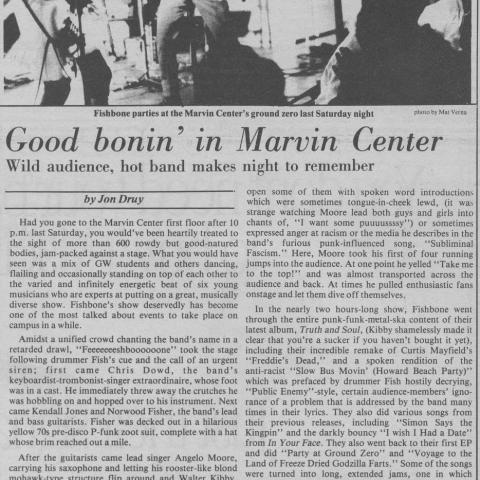 Fishbone parties at the Marvin Center's ground zero last Saturday night
photo by Mat Verna
Good bonin' in Marvin Center
Wild audience, hot band makes night to remember
by Jon Druy
Had you gone to the Marvin Center first floor after 10
p.m. last Saturday, you would've been heartily treated to
the sight of more than 600 rowdy but good-natured
bodies, jam-packed against a stage. What you would have
seen was a mix of GW students and others dancing,
flailing and occasionally standing on top of each other to
the varied and infinitely energetic beat of six young
musicians who are experts at putting on a great, musically
diverse show. Fishbone's show deservedly has become
one of the most talked about events to take place on
campus in a while.
Amidst a unified crowd chanting the band's name in a
retarded drawl, "Feeeeeeshboooooone" took the stage
following drummer Fish's cue and the call of an urgent
siren; first came Chris Dowd, the band's
keyboardist-trombonist-singer extraordinaire, whose foot
was in a cast. He immediately threw away the crutches he
was hobbling on and hopped over to his instrument. Next
came Kendall Jones and Norwood Fisher, the band's lead
and bass guitarists. Fisher was decked out in a hilarious
yellow 70s pre-disco P-funk zoot suit, complete with a hat
whose brim reached out a mile.
After the guitarists came lead singer Angelo Moore,
carrying his saxophone and letting his rooster-like blond
mohawk-type structure flip around and Walter Kibby,
open some of them with spoken word introductions
which were sometimes tongue-in-cheek lewd, (it was
strange watching Moore lead both guys and girls into
chants of, "I want some puuuussssy") or sometimes
expressed anger at racism or the media he describes in the
band's furious punk-influenced song, "Subliminal
Fascism." Here, Moore took his first of four running
jumps into the audience. At one point he yelled "Take me
to the top!" and was almost transported across the
audience and back. At times he pulled enthusiastic fans
onstage and let them dive off themselves.
In the nearly two hours-long show, Fishbone went
through the entire punk-funk-metal-ska content of their
latest album, Truth and Soul, (Kibby shamelessly made it
clear that you're a sucker if you haven't bought it yet),
including their incredible remake of Curtis Mayfield's
"Freddie's Dead," and a spoken rendition of the
anti-racist "Slow Bus Movin' (Howard Beach Party)"
which was prefaced by drummer Fish hostily decrying,
"Public Enemy"-style, certain audience-members' igno-
rance of a problem that is addressed by the band many
times in their lyrics. They also did various songs from
their previous releases, including "Simon Says the
Kingpin" and the darkly bouncy "I wish I Had a Date"
from In Your Face. They also went back to their first EP
and did "Party at Ground Zero" and "Voyage to the
Land of Freeze Dried Godzilla Farts." Some of the songs
were turned into long, extended jams, one in which